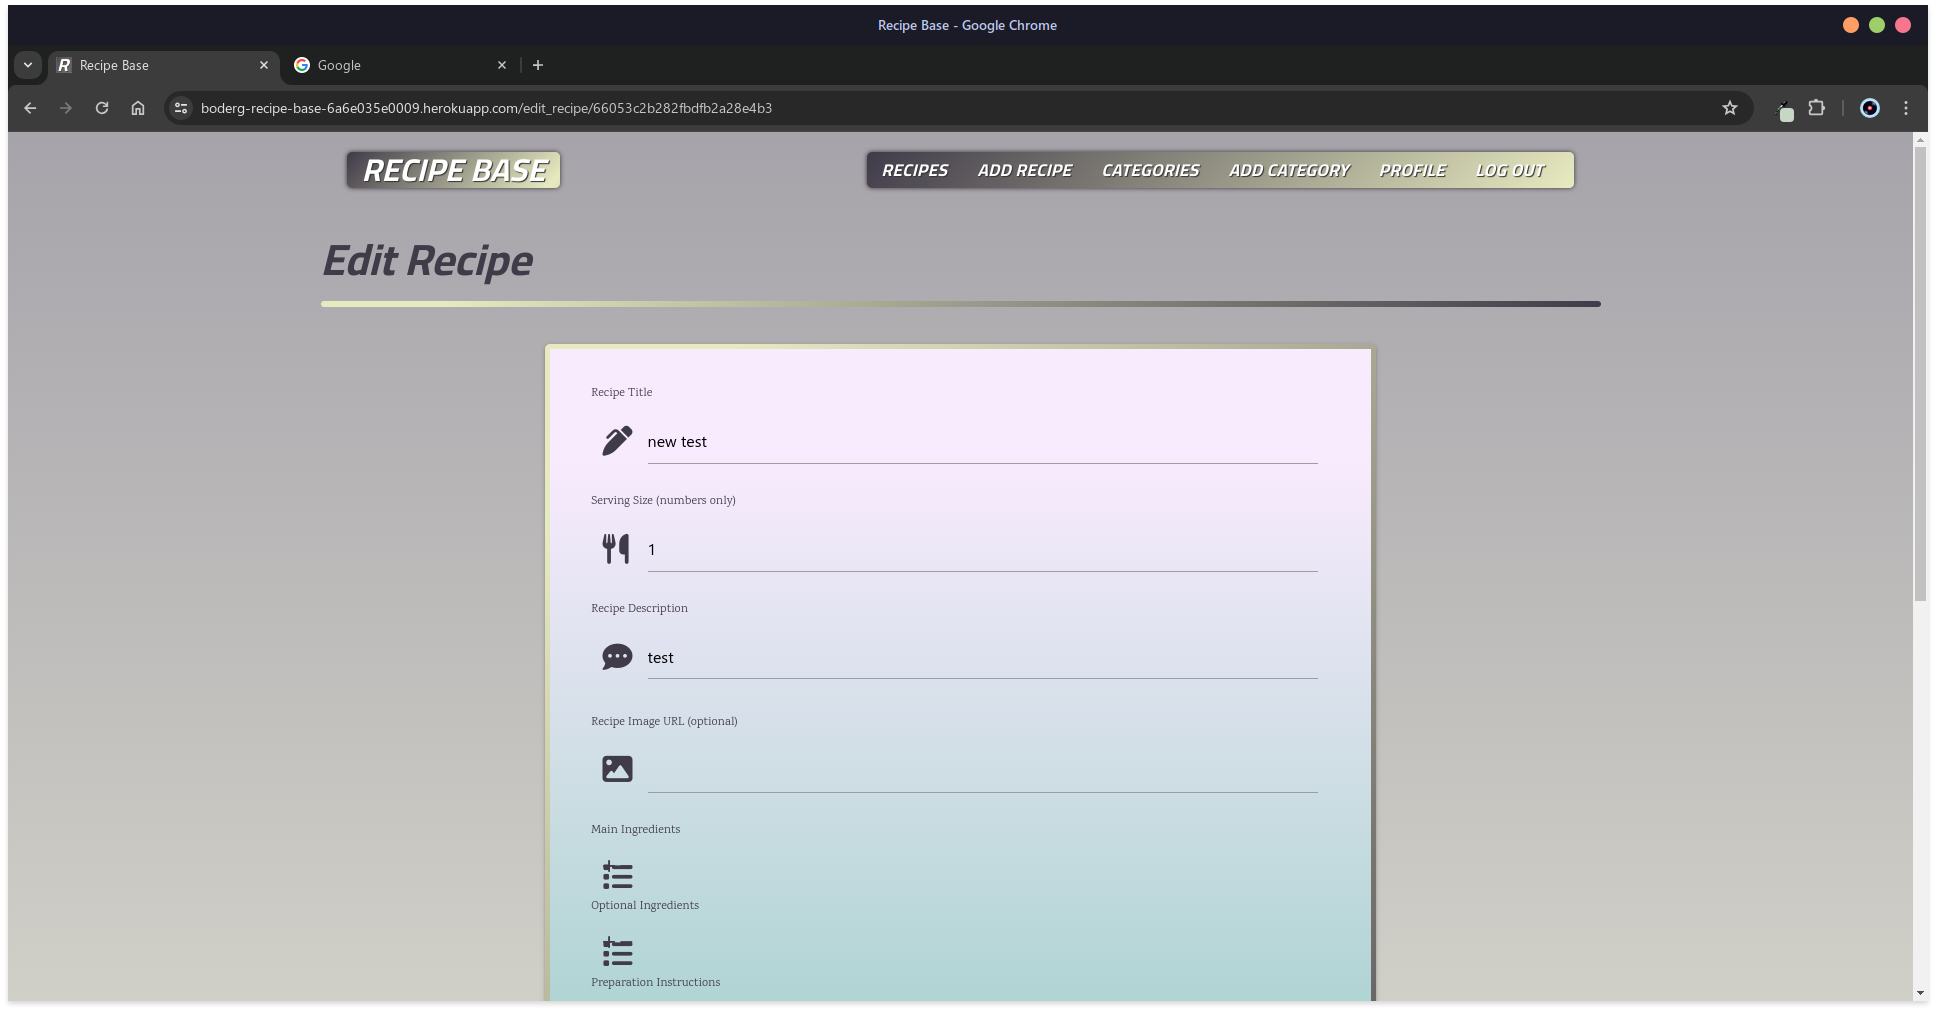 Recipe Base - Google Chrome
Recipe Base
Google
boderg-recipe-base-6a6e035e0009.herokuapp.com/edit_recipe/66053c2b282fbdfb2a28e4b3
RECIPE BASE
RECIPES ADD RECIPE CATEGORIES ADD CATEGORY PROFILE LOG OUT
Edit Recipe
Recipe Title
new test
Serving Size (numbers only)
1
Recipe Description
test
Recipe Image URL (optional)
Main Ingredients
Optional Ingredients
Preparation Instructions